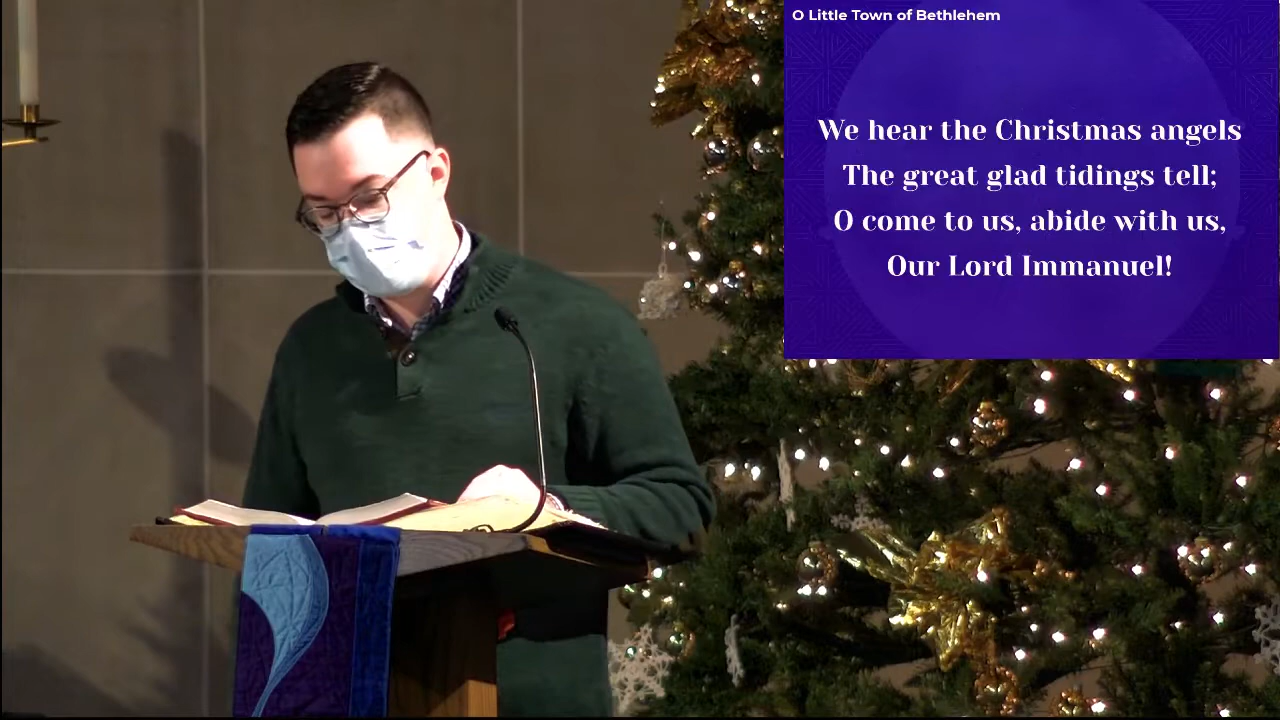 O Little Town of Bethlehem
We hear the Christmas angels
The great glad tidings tell;
O come to us, abide with us,
Our Lord Immanuel!